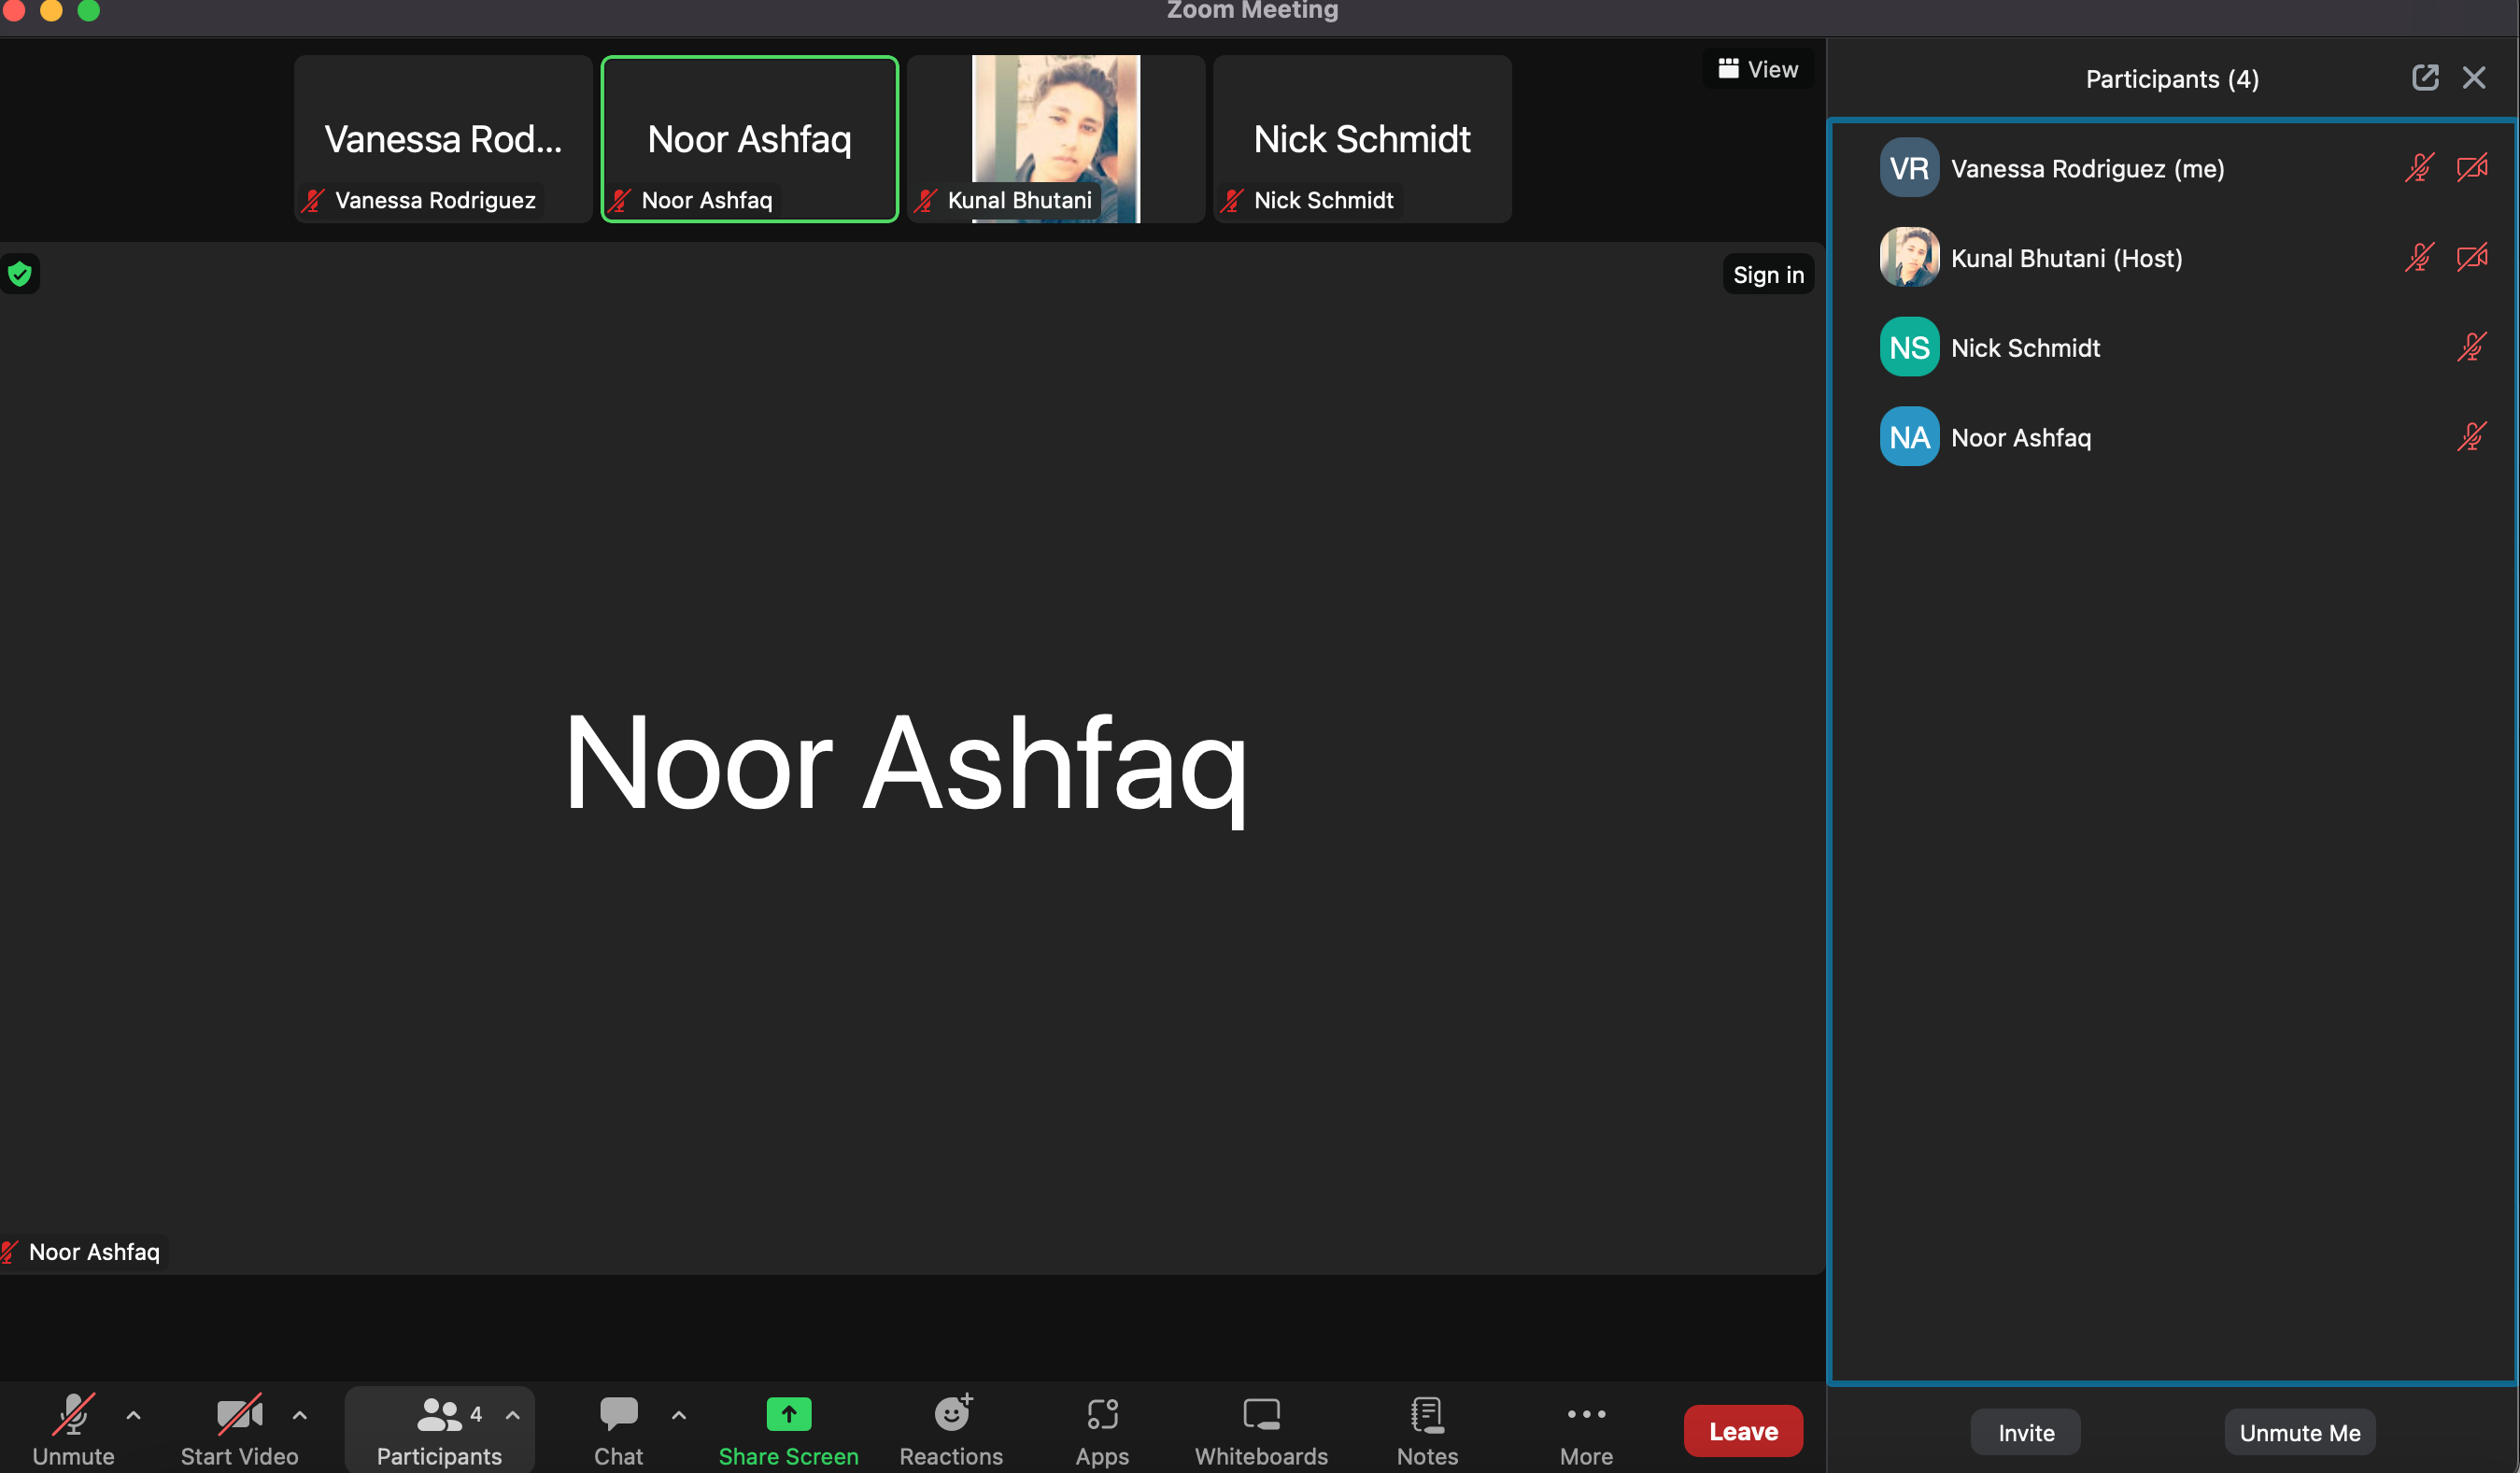 Zoom Meeting
Vanessa Rod...
Vanessa Rodriguez
Noor Ashfaq
Noor Ashfaq
Kunal Bhutani
Nick Schmidt
Nick Schmidt
View
Sign in
Noor Ashfaq
Noor Ashfaq
Participants (4)
VR Vanessa Rodriguez (me)
Kunal Bhutani (Host)
NS Nick Schmidt
NA Noor Ashfaq
Unmute
Start Video
4
Participants
Chat
Share Screen
Reactions
Apps
Whiteboards
Notes
More
Leave
Invite
Unmute Me